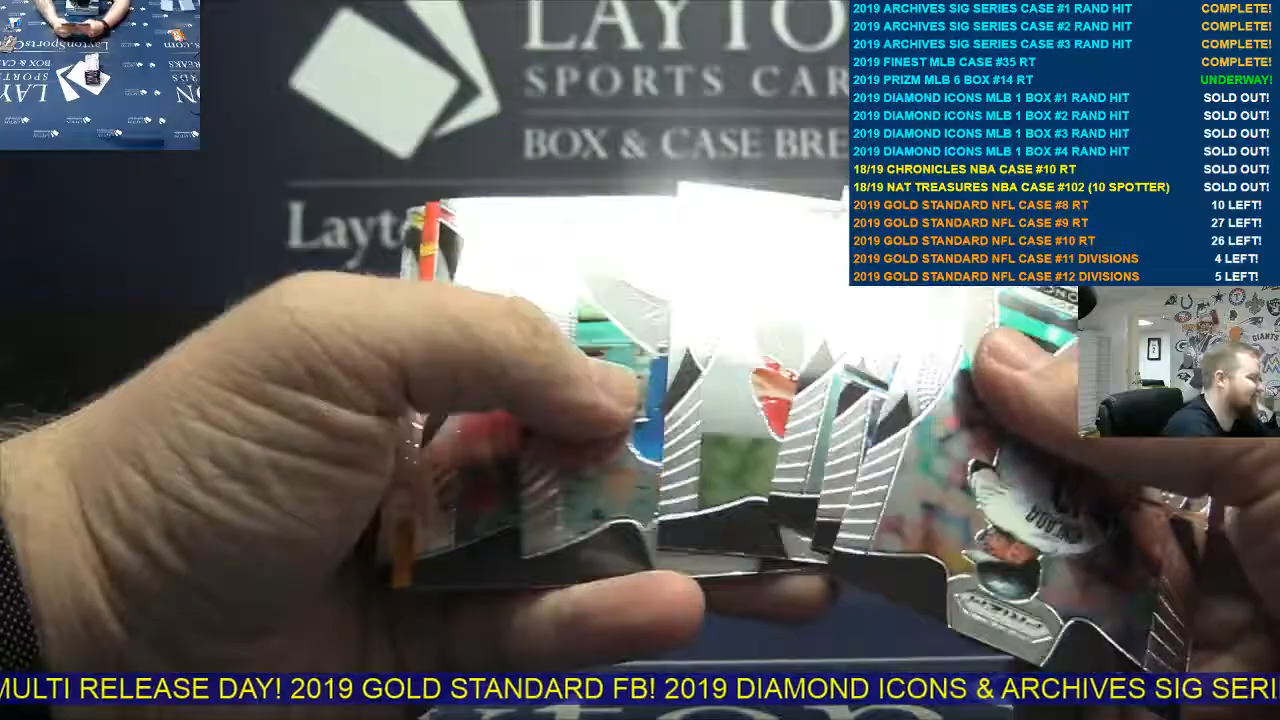 LAYTO
SPORTS CAR
BOX & CASE BRE
Layto
2019 ARCHIVES SIG SERIES CASE #1 RAND HIT COMPLETE!
2019 ARCHIVES SIG SERIES CASE #2 RAND HIT COMPLETE!
2019 ARCHIVES SIG SERIES CASE #3 RAND HIT COMPLETE!
2019 FINEST MLB CASE #35 RT COMPLETE!
2019 PRIZM MLB 6 BOX #14 RT UNDERWAY!
2019 DIAMOND ICONS MLB 1 BOX #1 RAND HIT SOLD OUT!
2019 DIAMOND ICONS MLB 1 BOX #2 RAND HIT SOLD OUT!
2019 DIAMOND ICONS MLB 1 BOX #3 RAND HIT SOLD OUT!
2019 DIAMOND ICONS MLB 1 BOX #4 RAND HIT SOLD OUT!
18/19 CHRONICLES NBA CASE #10 RT SOLD OUT!
18/19 NAT TREASURES NBA CASE #102 (10 SPOTTER) SOLD OUT!
2019 GOLD STANDARD NFL CASE #8 RT 10 LEFT!
2019 GOLD STANDARD NFL CASE #9 RT 27 LEFT!
2019 GOLD STANDARD NFL CASE #10 RT 26 LEFT!
2019 GOLD STANDARD NFL CASE #11 DIVISIONS 4 LEFT!
2019 GOLD STANDARD NFL CASE #12 DIVISIONS 5 LEFT!
GIANTS
PRIZM
MULTI RELEASE DAY! 2019 GOLD STANDARD FB! 2019 DIAMOND ICONS & ARCHIVES SIG SERI